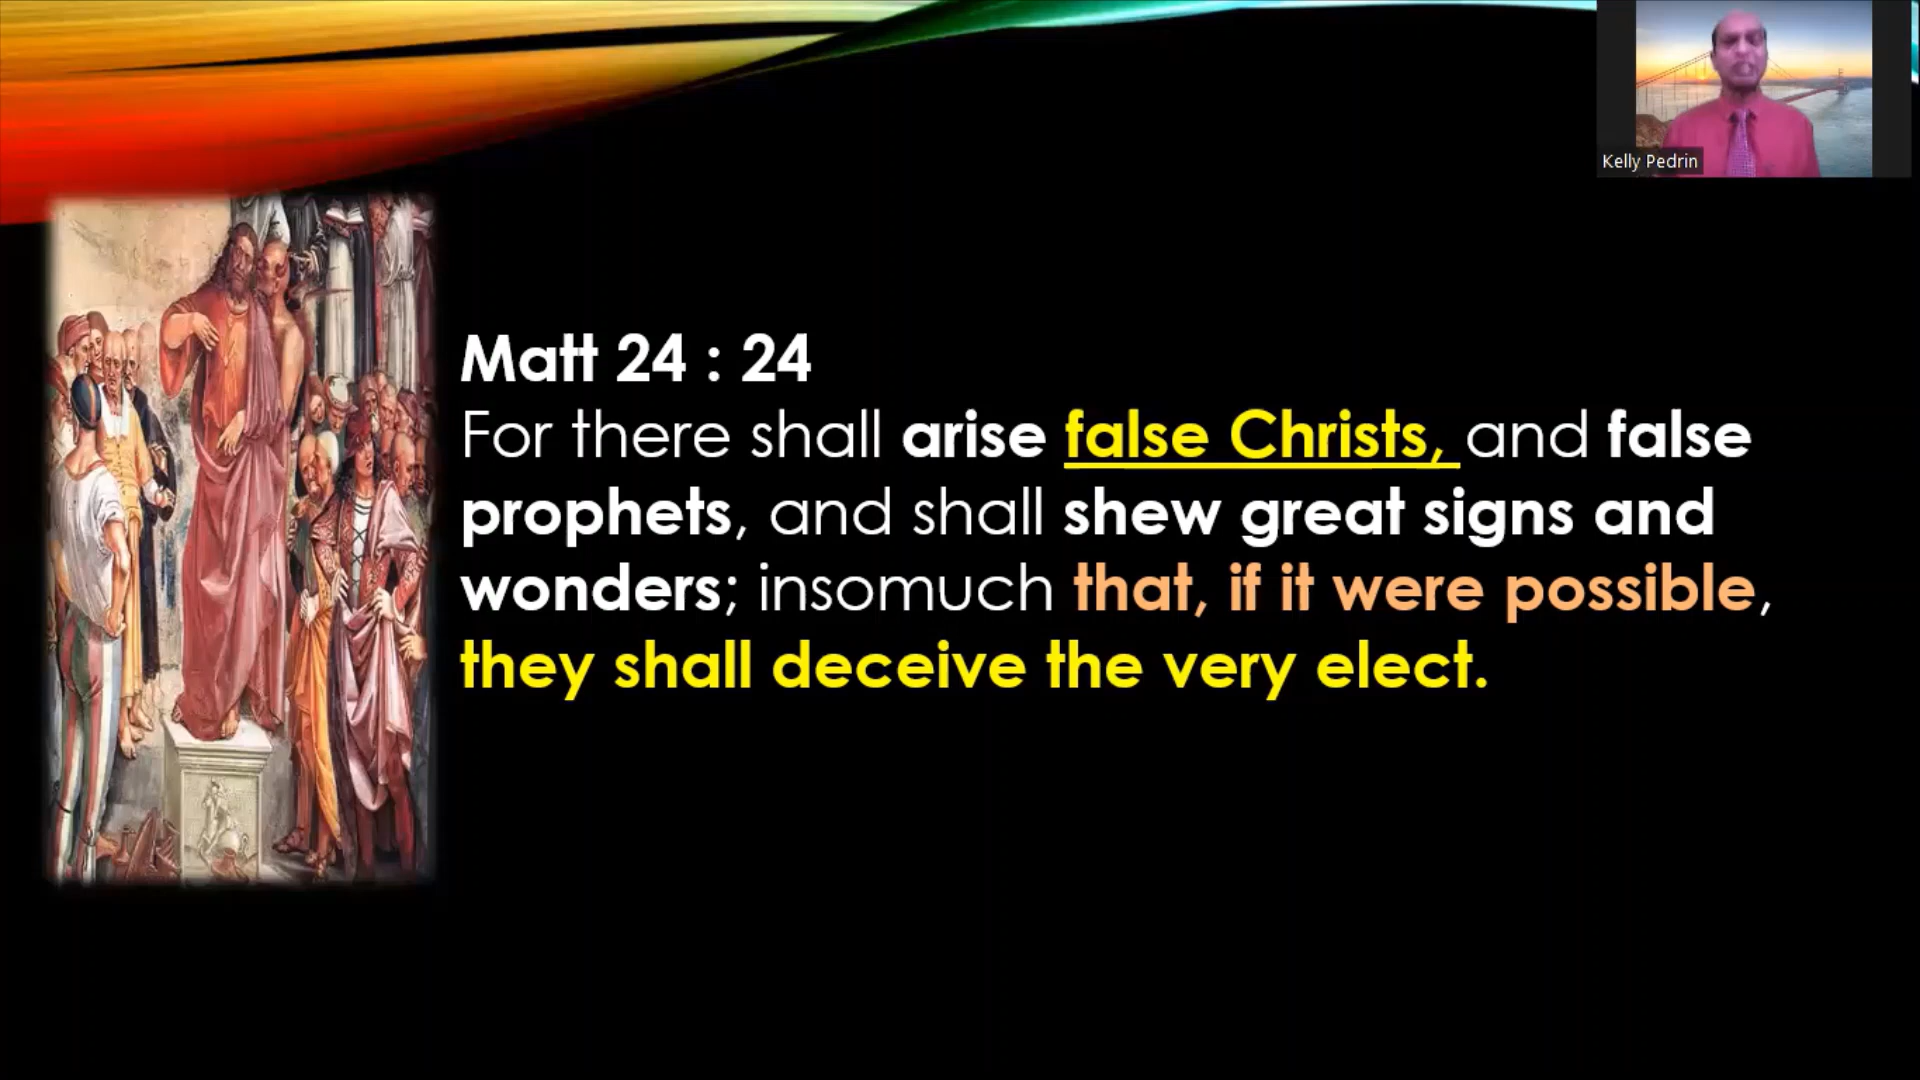 Kelly Pedrin
Matt 24 : 24
For there shall arise false Christs, and false
prophets, and shall shew great signs and
wonders; insomuch that, if it were possible,
they shall deceive the very elect.